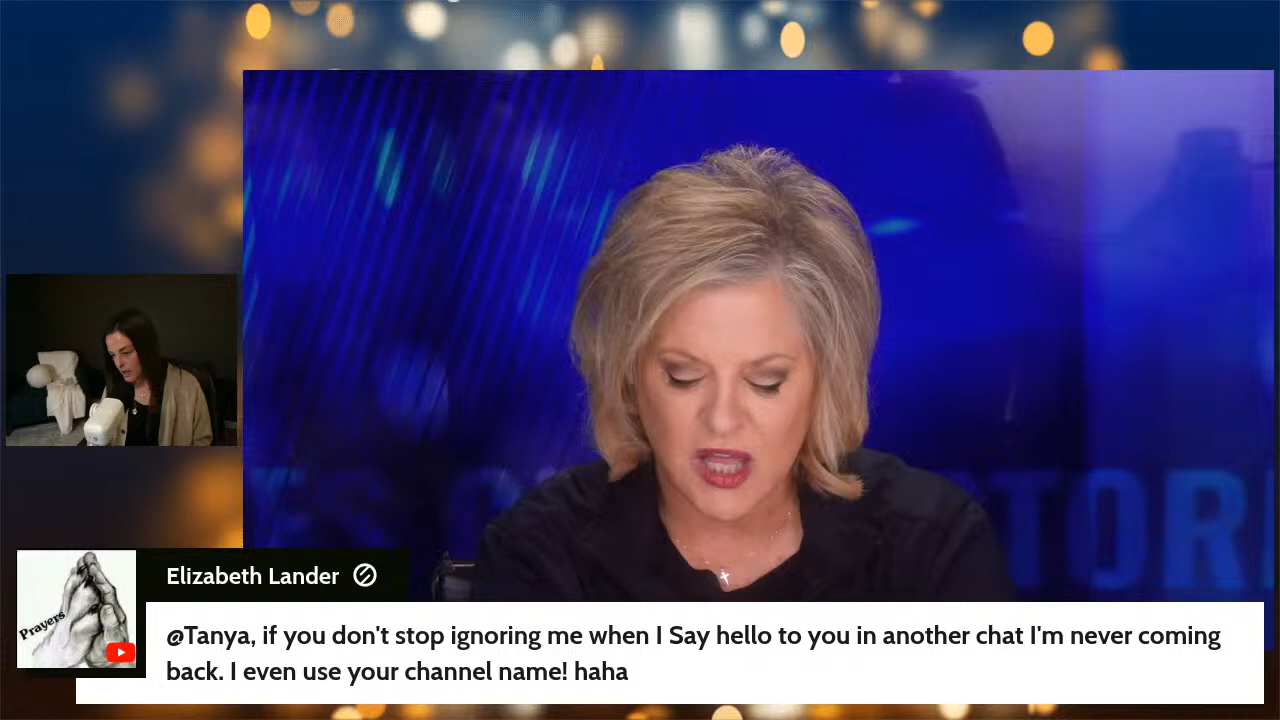 TOR
Elizabeth Lander
Prayers
@Tanya, if you don't stop ignoring me when I Say hello to you in another chat I'm never coming
back. I even use your channel name! haha